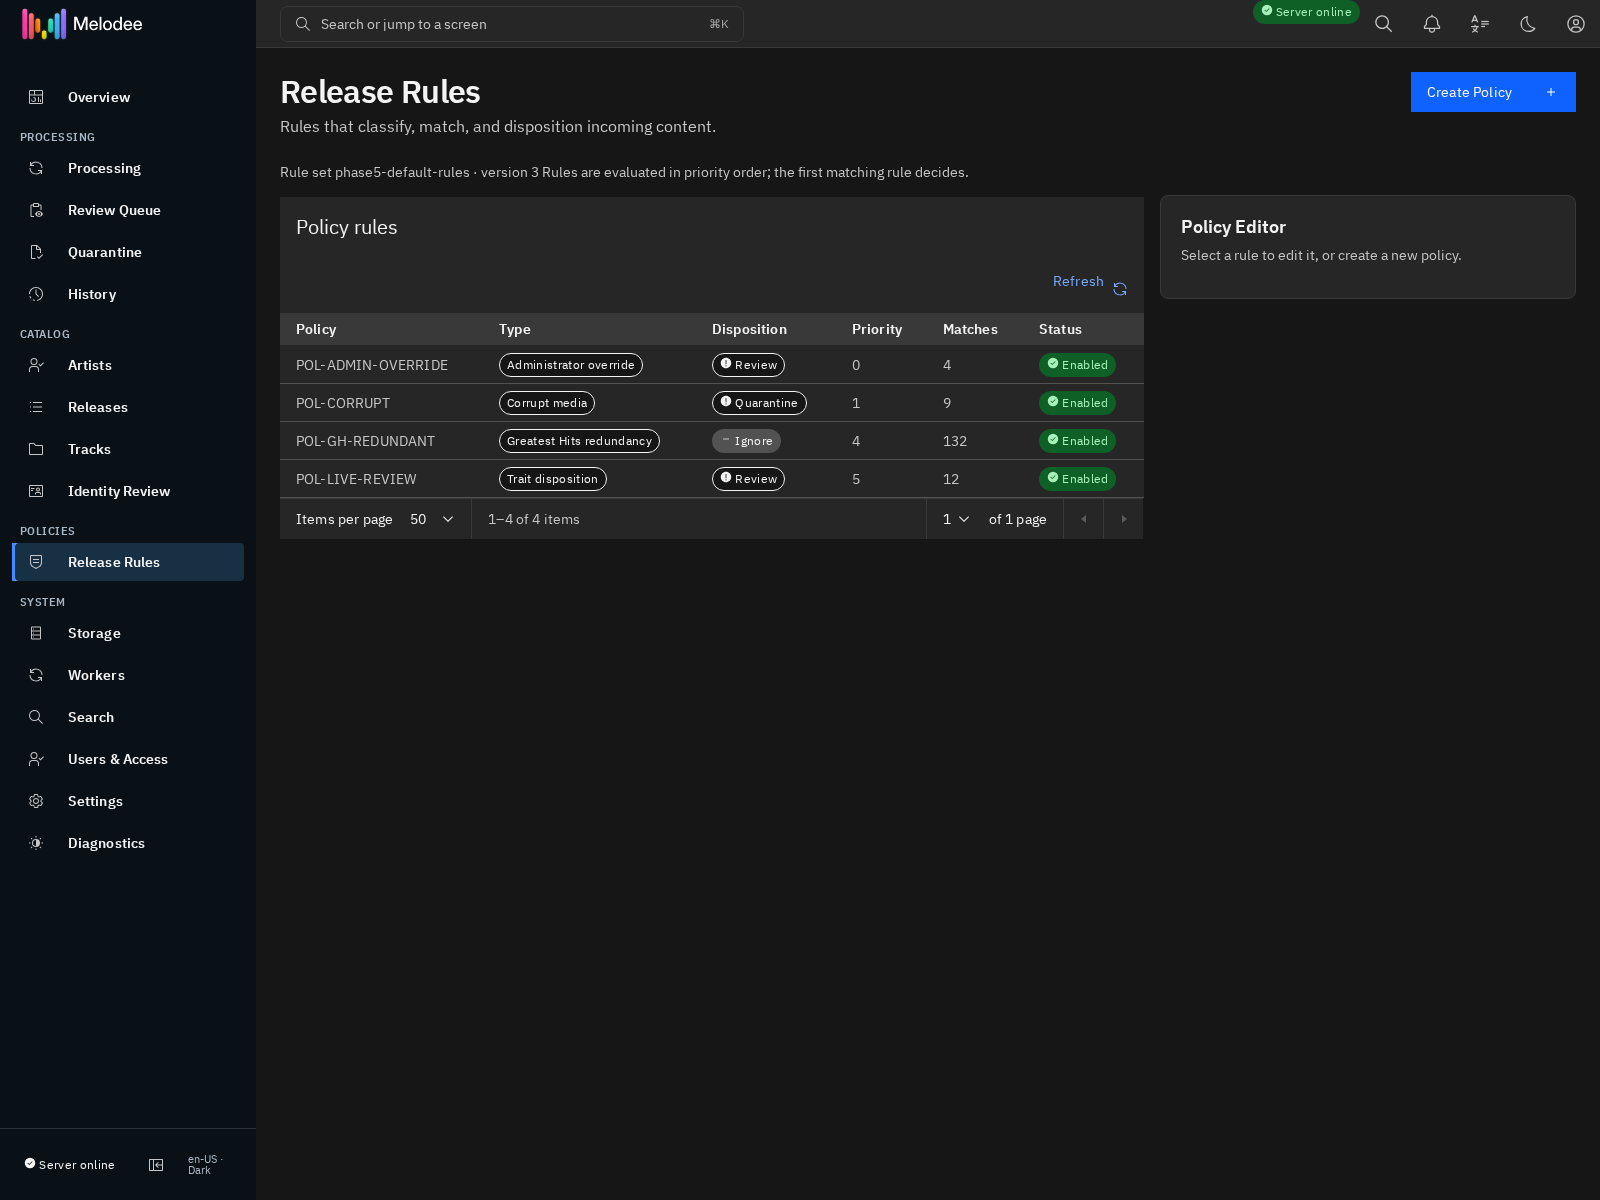 Melodee
Search or jump to a screen
⌘K
Server online
Overview
PROCESSING
Processing
Review Queue
Quarantine
History
CATALOG
Artists
Releases
Tracks
Identity Review
POLICIES
Release Rules
SYSTEM
Storage
Workers
Search
Users & Access
Settings
Diagnostics
Server online
en-US ·
Dark
Release Rules
Rules that classify, match, and disposition incoming content.
Create Policy
Rule set phase5-default-rules · version 3 Rules are evaluated in priority order; the first matching rule decides.
Policy rules
Refresh
Policy Type Disposition Priority Matches Status
POL-ADMIN-OVERRIDE Administrator override Review 0 4 Enabled
POL-CORRUPT Corrupt media Quarantine 1 9 Enabled
POL-GH-REDUNDANT Greatest Hits redundancy Ignore 4 132 Enabled
POL-LIVE-REVIEW Trait disposition Review 5 12 Enabled
Items per page 50 1–4 of 4 items 1 of 1 page
Policy Editor
Select a rule to edit it, or create a new policy.